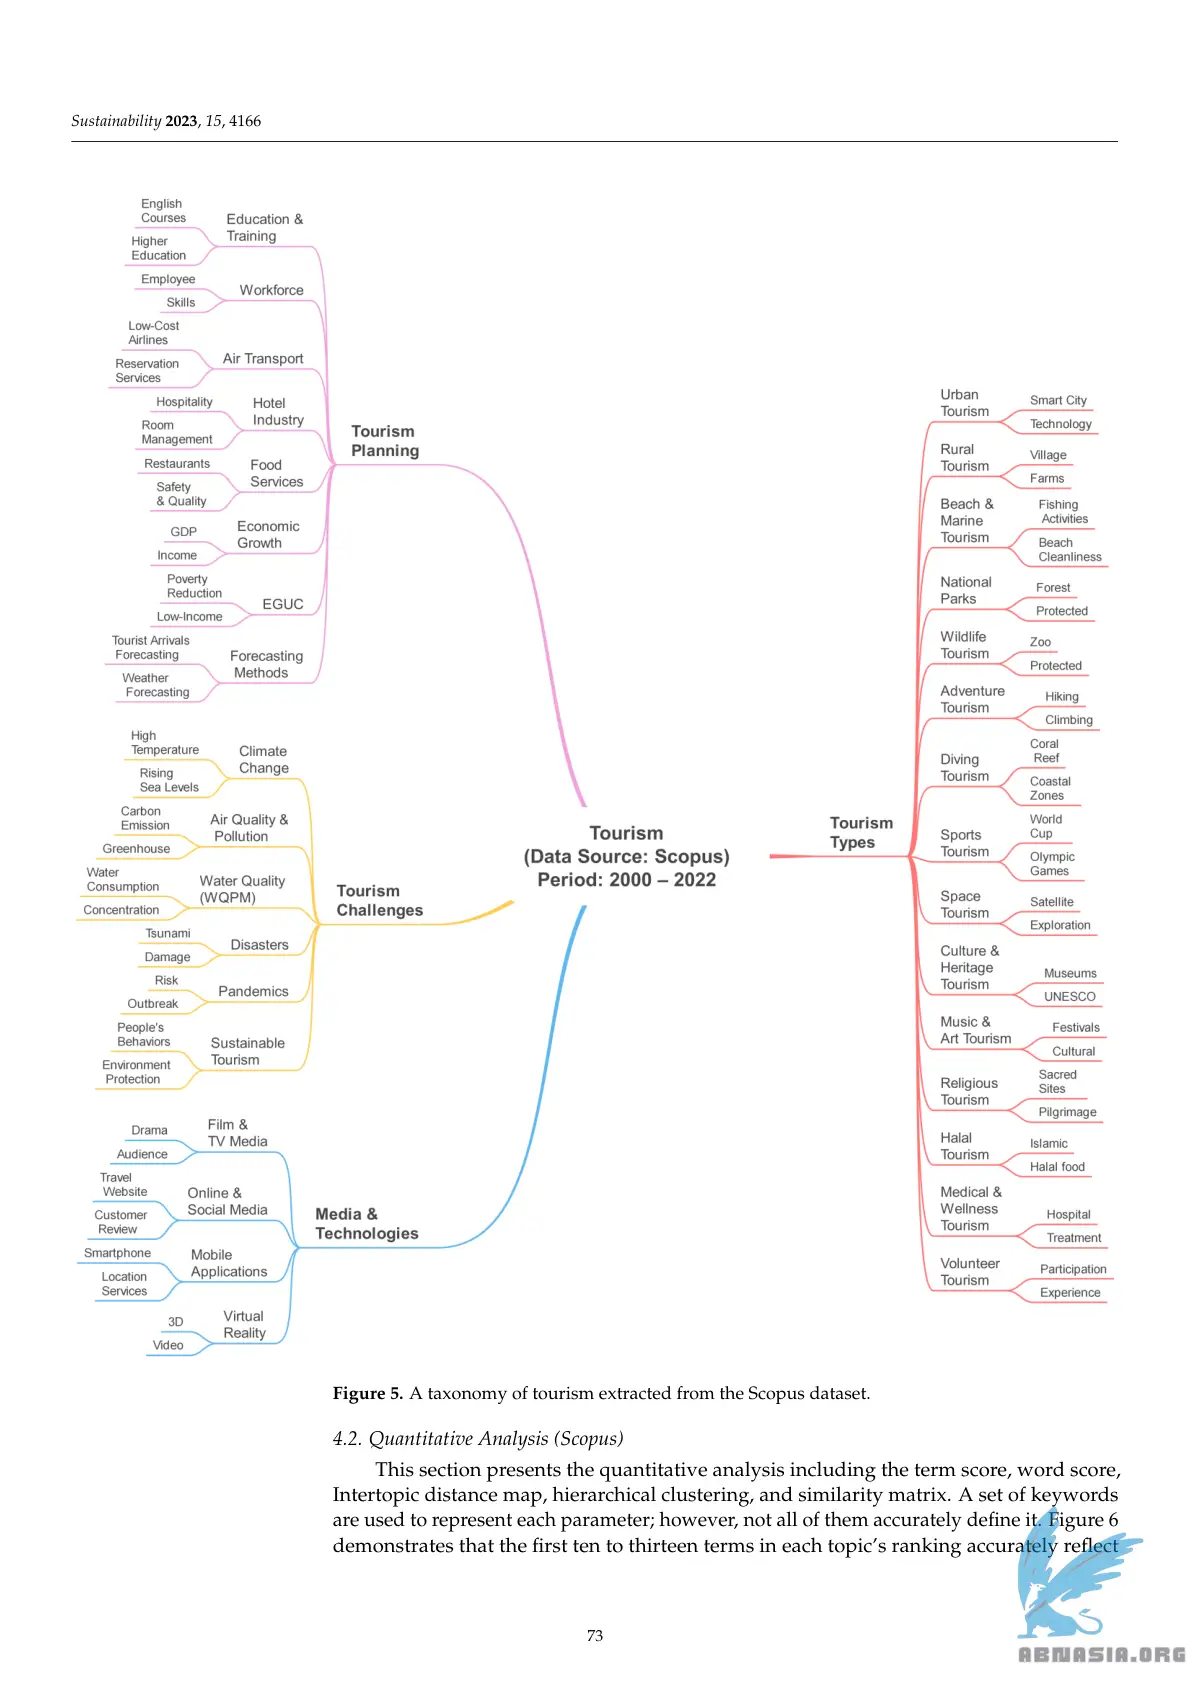 Sustainability 2023, 15, 4166
English
Courses
Higher
Education
Education &
Training
Employee
Skills
Workforce
Low-Cost
Airlines
Reservation
Services
Air Transport
Hospitality
Room
Management
Hotel
Industry
Restaurants
Safety
& Quality
Food
Services
GDP
Income
Economic
Growth
Poverty
Reduction
Low-Income
EGUC
Tourist Arrivals
Forecasting
Weather
Forecasting
Forecasting
Methods
Tourism
Planning
High
Temperature
Rising
Sea Levels
Climate
Change
Carbon
Emission
Greenhouse
Air Quality &
Pollution
Water
Consumption
Concentration
Water Quality
(WQPM)
Tsunami
Damage
Disasters
Risk
Outbreak
Pandemics
People's
Behaviors
Environment
Protection
Sustainable
Tourism
Tourism
Challenges
Drama
Audience
Film &
TV Media
Travel
Website
Customer
Review
Online &
Social Media
Smartphone
Location
Services
Mobile
Applications
3D
Video
Virtual
Reality
Media &
Technologies
Tourism
(Data Source: Scopus)
Period: 2000 – 2022
Tourism
Types
Urban
Tourism
Smart City
Technology
Rural
Tourism
Village
Farms
Beach &
Marine
Tourism
Fishing
Activities
Beach
Cleanliness
National
Parks
Forest
Protected
Wildlife
Tourism
Zoo
Protected
Adventure
Tourism
Hiking
Climbing
Diving
Tourism
Coral
Reef
Coastal
Zones
Sports
Tourism
World
Cup
Olympic
Games
Space
Tourism
Satellite
Exploration
Culture &
Heritage
Tourism
Museums
UNESCO
Music &
Art Tourism
Festivals
Cultural
Religious
Tourism
Sacred
Sites
Pilgrimage
Halal
Tourism
Islamic
Halal food
Medical &
Wellness
Tourism
Hospital
Treatment
Volunteer
Tourism
Participation
Experience
Figure 5. A taxonomy of tourism extracted from the Scopus dataset.
4.2. Quantitative Analysis (Scopus)
This section presents the quantitative analysis including the term score, word score,
Intertopic distance map, hierarchical clustering, and similarity matrix. A set of keywords
are used to represent each parameter; however, not all of them accurately define it. Figure 6
demonstrates that the first ten to thirteen terms in each topic's ranking accurately reflect
73
ABNASIA.ORG